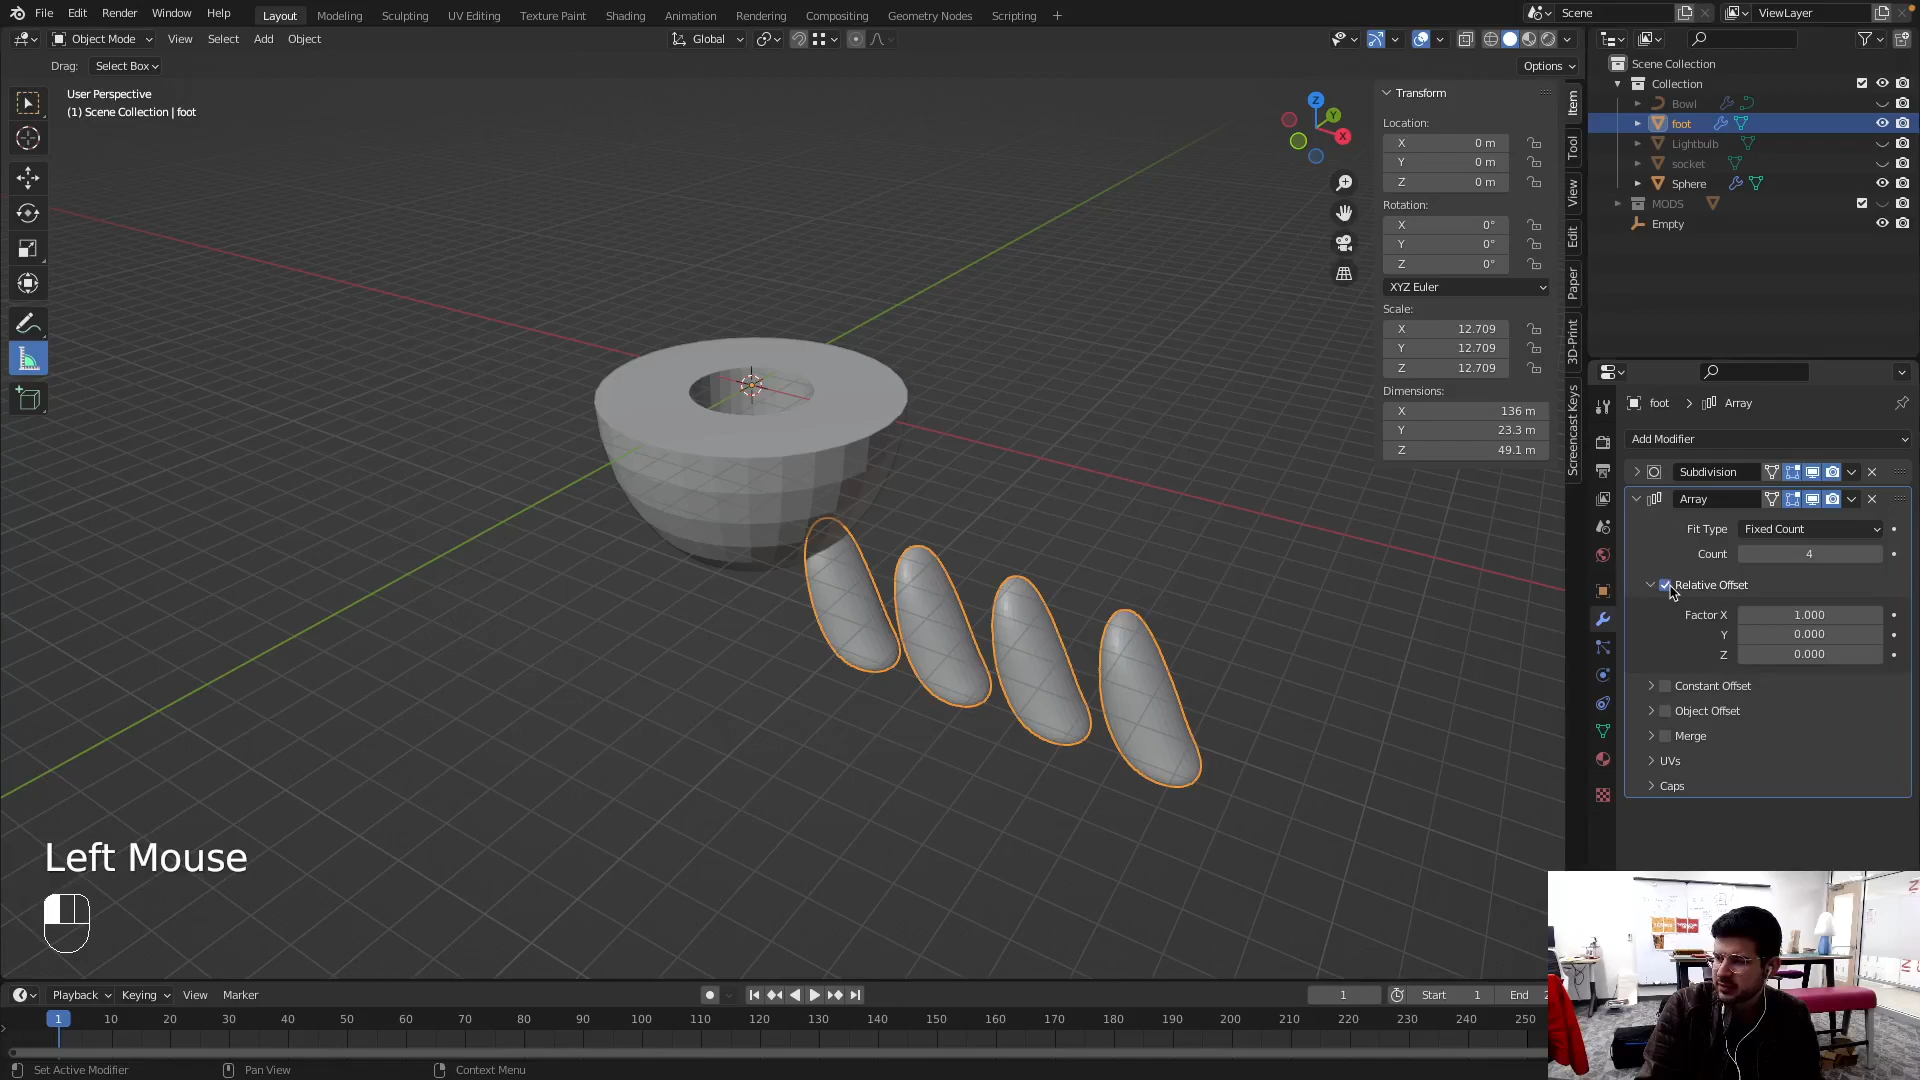 File Edit Render Window Help Layout Modeling Sculpting UV Editing Texture Paint Shading Animation Rendering Compositing Geometry Nodes Scripting + Scene ViewLayer
Object Mode View Select Add Object Global
Drag: Select Box Options
User Perspective
(1) Scene Collection | foot
Z
Y
X
Transform
Location:
X 0 m
Y 0 m
Z 0 m
Rotation:
X 0°
Y 0°
Z 0°
XYZ Euler
Scale:
X 12.709
Y 12.709
Z 12.709
Dimensions:
X 136 m
Y 23.3 m
Z 49.1 m
Item
Tool
View
Edit
Paper
3D-Print
Screencast Keys
Scene Collection
Collection
Bowl
foot
Lightbulb
socket
Sphere
MODS
Empty
foot Array
Add Modifier
Subdivision
Array
Fit Type Fixed Count
Count 4
Relative Offset
Factor X 1.000
Y 0.000
Z 0.000
Constant Offset
Object Offset
Merge
UVs
Caps
Left Mouse
Playback Keying View Marker 1 Start 1 End 2
1 10 20 30 40 50 60 70 80 90 100 110 120 130 140 150 160 170 180 190 200 210 220 230 240 250
Set Active Modifier Pan View Context Menu